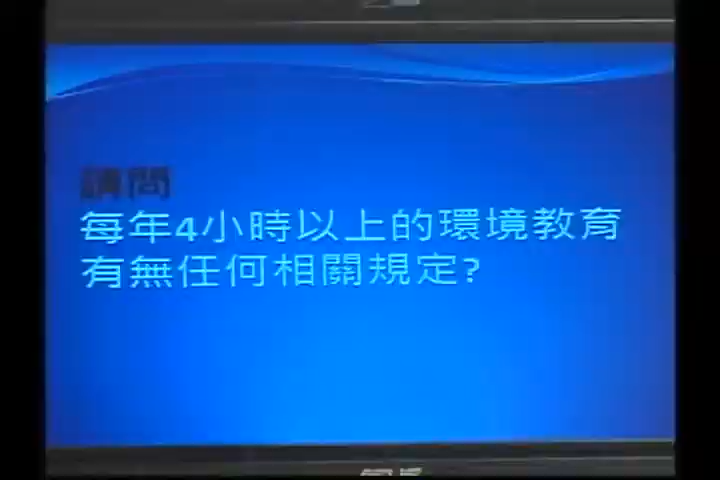 請問
每年4小時以上的環境教育
有無任何相關規定?